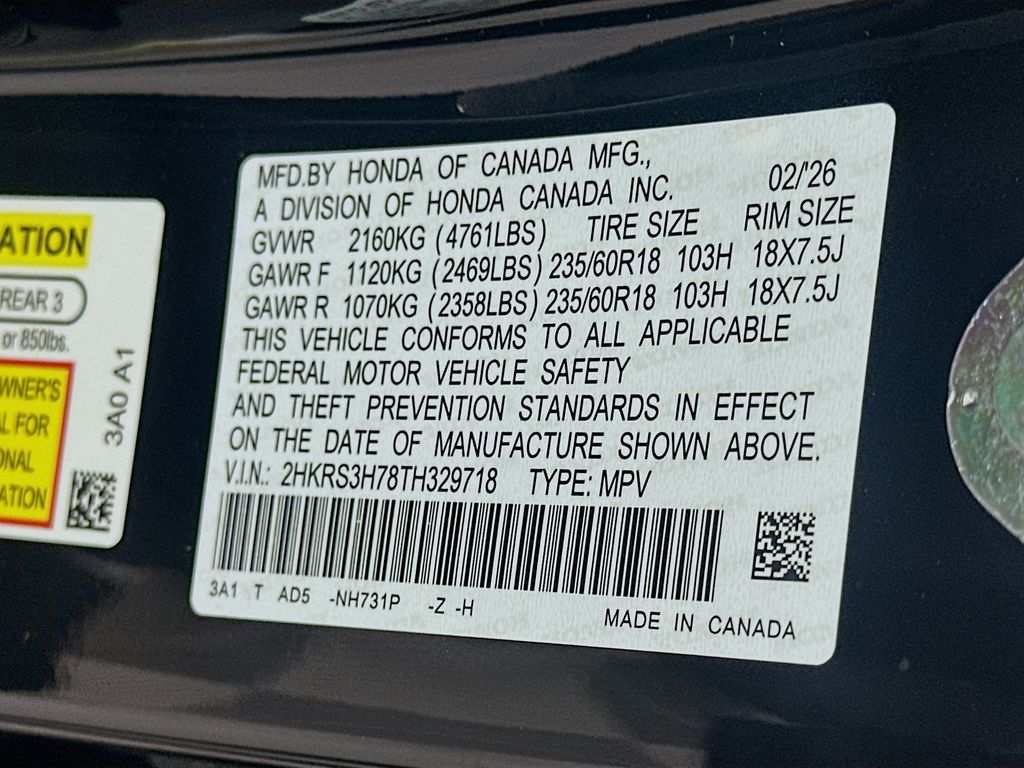 ATION
REAR 3
or 850lbs.
WNER'S
AL FOR
ONAL
ATION
3A0 A1
MFD.BY HONDA OF CANADA MFG.,
A DIVISION OF HONDA CANADA INC. 02/'26
GVWR 2160KG (4761LBS) TIRE SIZE RIM SIZE
GAWR F 1120KG (2469LBS) 235/60R18 103H 18X7.5J
GAWR R 1070KG (2358LBS) 235/60R18 103H 18X7.5J
THIS VEHICLE CONFORMS TO ALL APPLICABLE
FEDERAL MOTOR VEHICLE SAFETY
AND THEFT PREVENTION STANDARDS IN EFFECT
ON THE DATE OF MANUFACTURE SHOWN ABOVE.
V.I.N.: 2HKRS3H78TH329718 TYPE: MPV
3A1 T AD5 -NH731P -Z -H
MADE IN CANADA